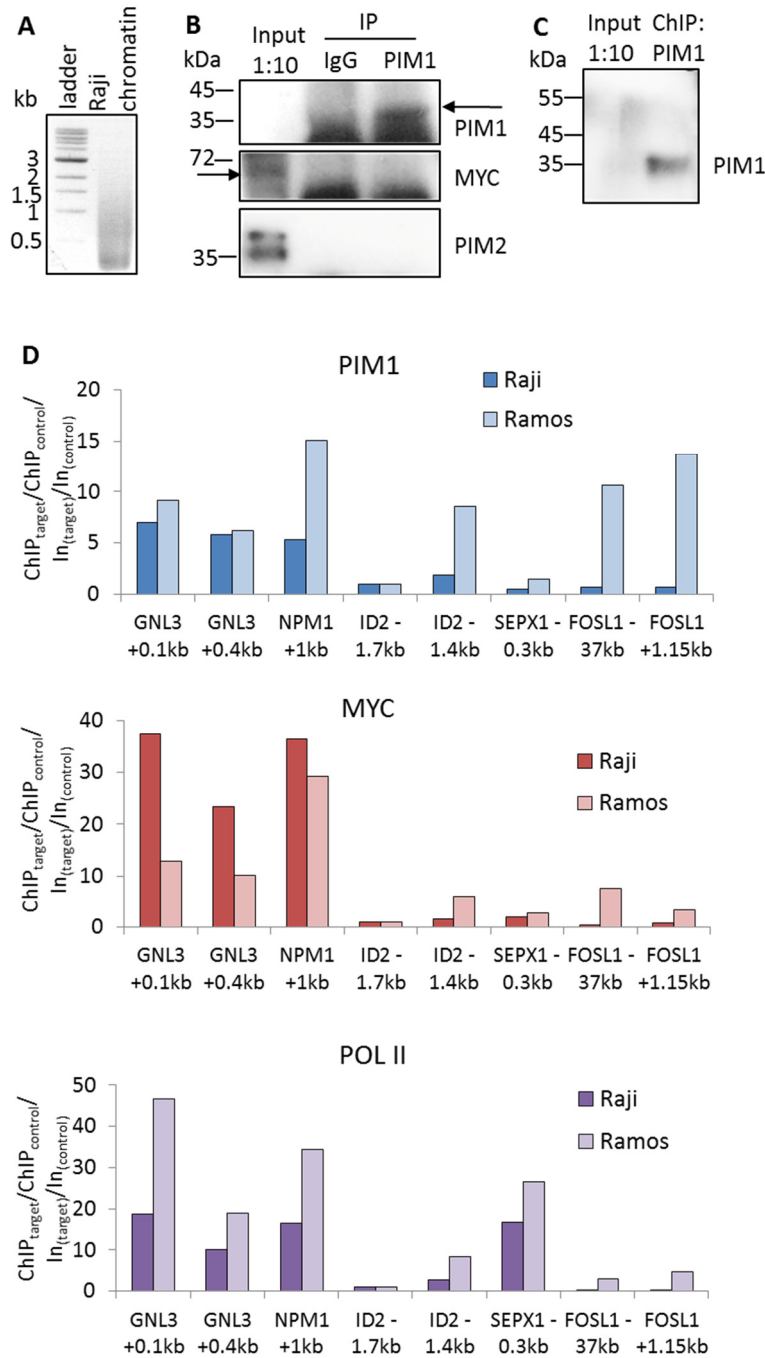 A
kb
ladder
Raji
chromatin
3
2
1.5
1
0.5
B
kDa
Input
1:10
IP
IgG
PIM1
45
35
PIM1
72
MYC
35
PIM2
C
kDa
Input
1:10
ChIP:
PIM1
55
45
35
PIM1
D
PIM1
ChIPtarget/ChIPcontrol/
In(target)/In(control)
20
15
10
5
0
Raji
Ramos
GNL3 +0.1kb
GNL3 +0.4kb
NPM1 +1kb
ID2 - 1.7kb
ID2 - 1.4kb
SEPX1 - 0.3kb
FOSL1 - 37kb
FOSL1 +1.15kb
MYC
ChIPtarget/ChIPcontrol/
In(target)/In(control)
40
30
20
10
0
Raji
Ramos
GNL3 +0.1kb
GNL3 +0.4kb
NPM1 +1kb
ID2 - 1.7kb
ID2 - 1.4kb
SEPX1 - 0.3kb
FOSL1 - 37kb
FOSL1 +1.15kb
POL II
ChIPtarget/ChIPcontrol/
In(target)/In(control)
50
40
30
20
10
0
Raji
Ramos
GNL3 +0.1kb
GNL3 +0.4kb
NPM1 +1kb
ID2 - 1.7kb
ID2 - 1.4kb
SEPX1 - 0.3kb
FOSL1 - 37kb
FOSL1 +1.15kb